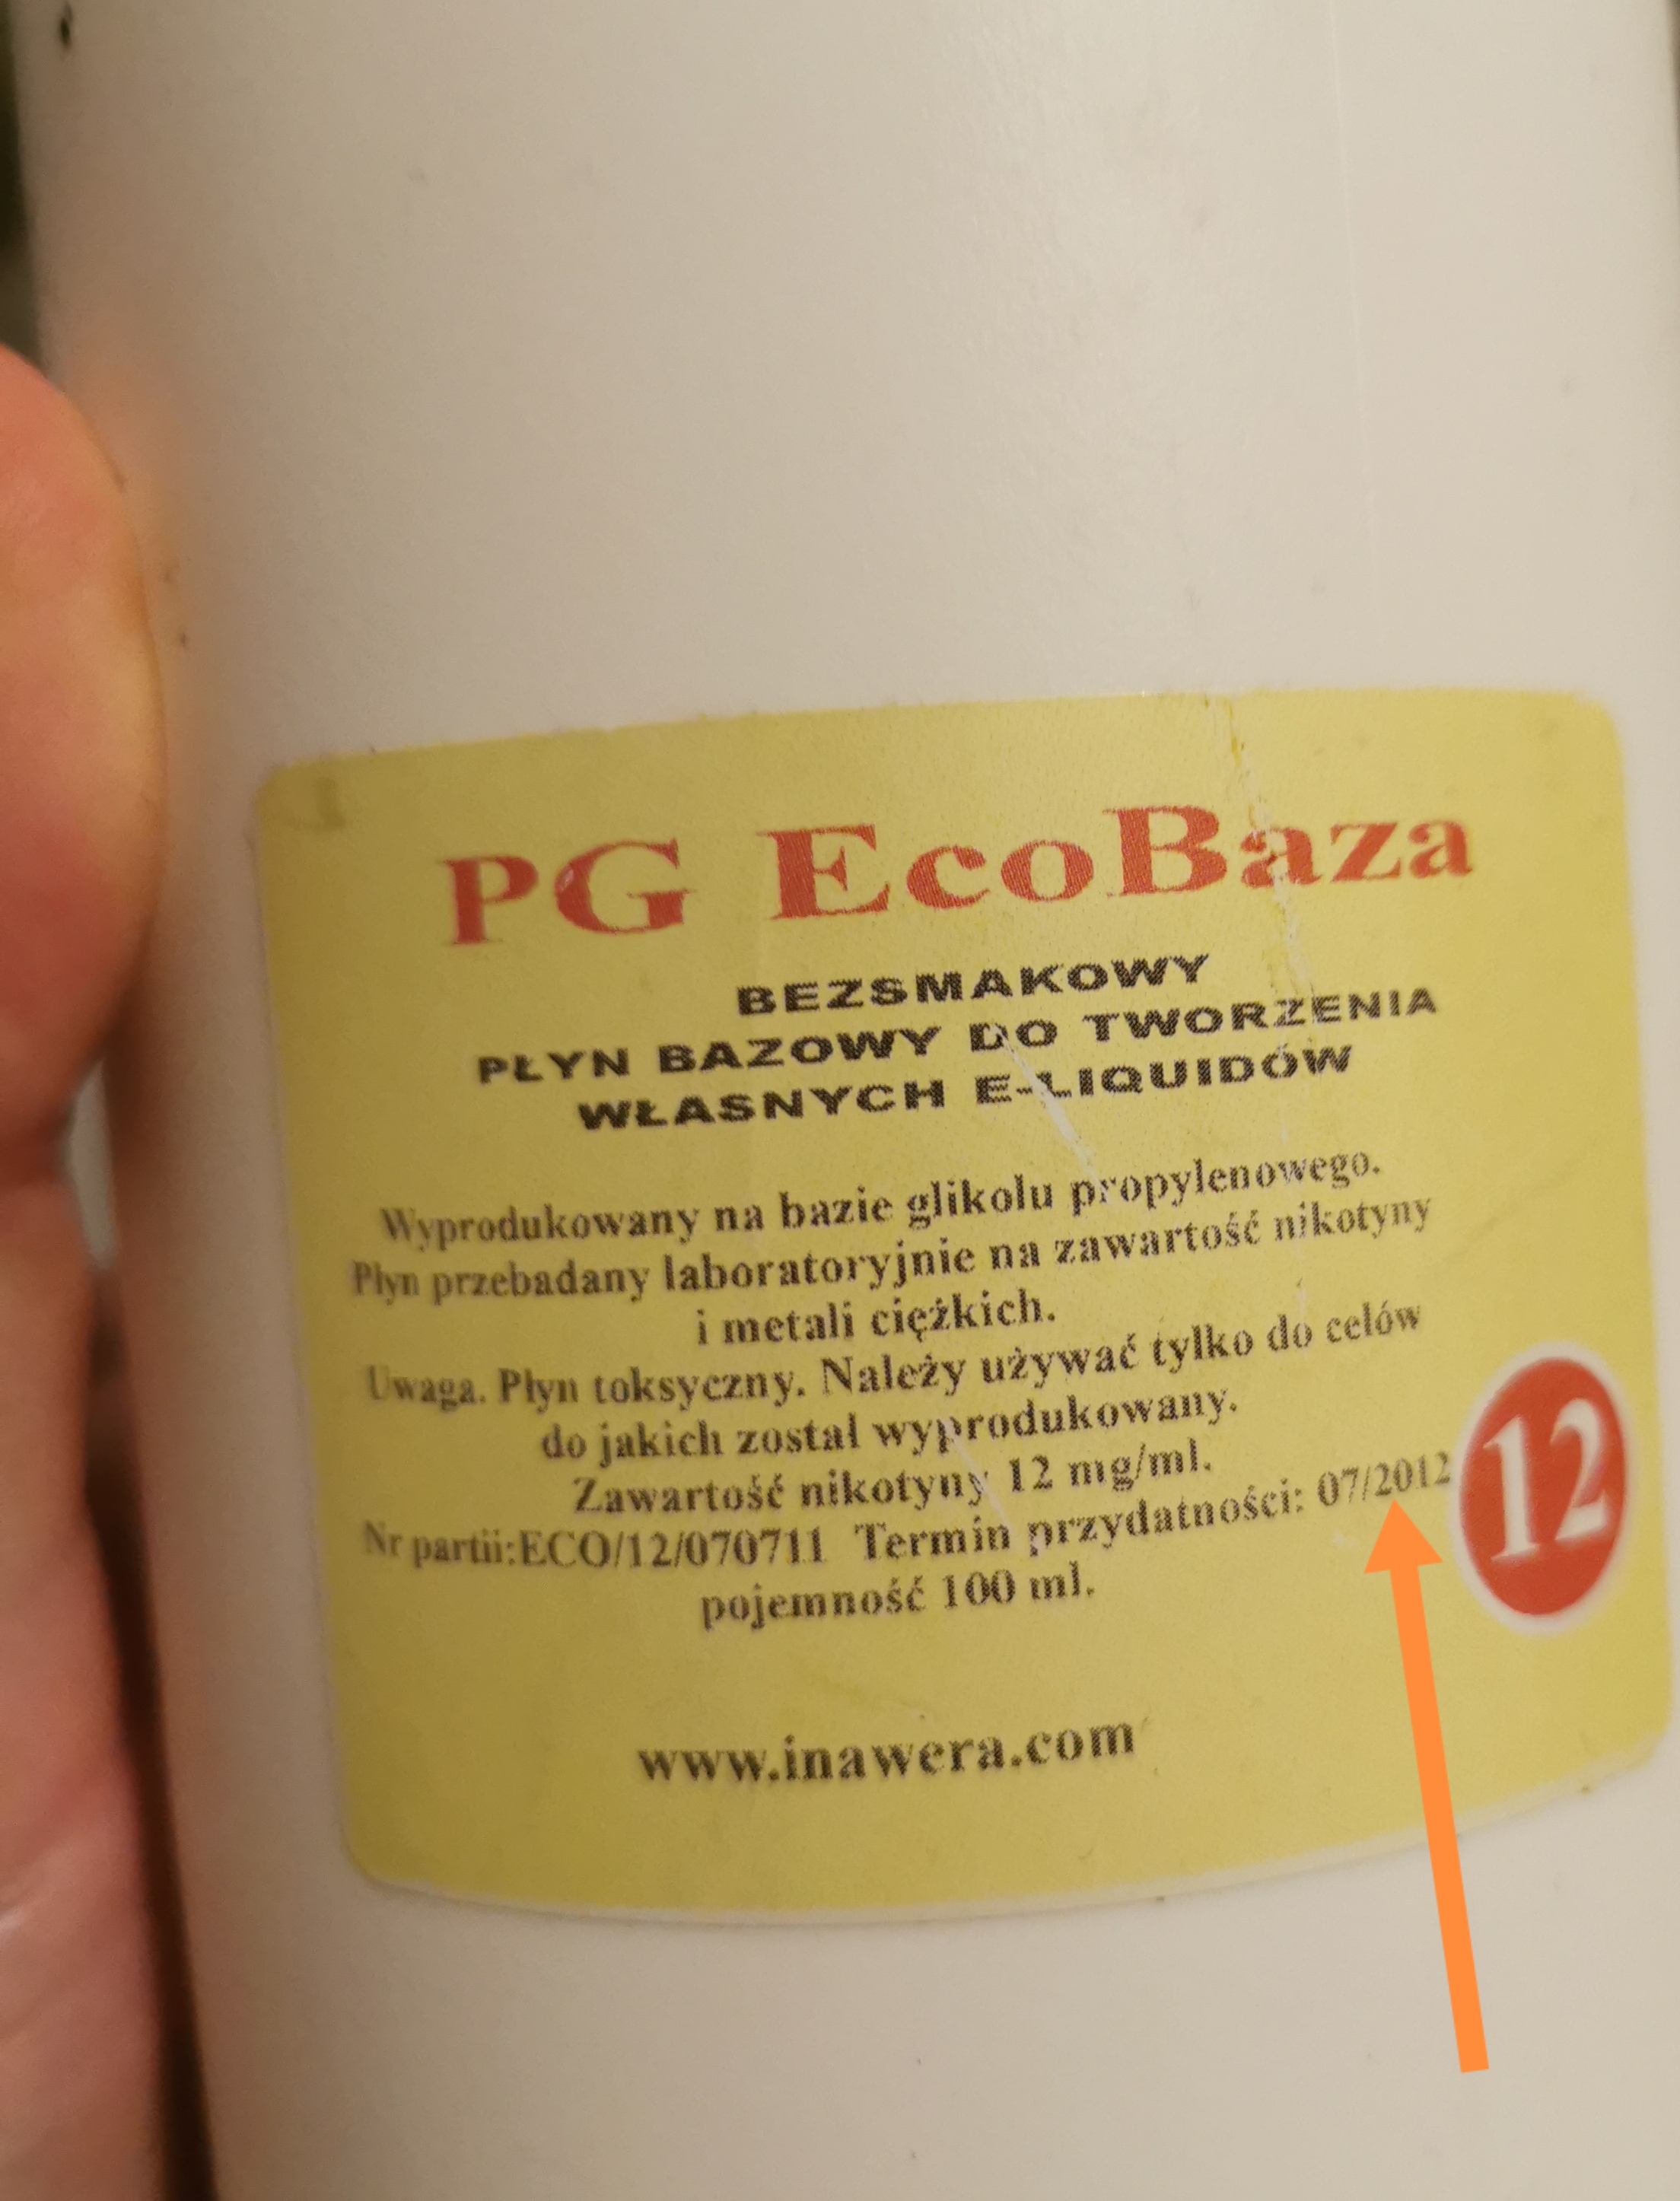 PG EcoBaza
BEZSMAKOWY
PŁYN BAZOWY DO TWORZENIA
WŁASNYCH E-LIQUIDÓW
Wyprodukowany na bazie glikolu propylenowego.
Płyn przebadany laboratoryjnie na zawartość nikotyny
i metali ciężkich.
Uwaga. Płyn toksyczny. Należy używać tylko do celów
do jakich został wyprodukowany.
Zawartość nikotyny 12 mg/ml.
Nr partii:ECO/12/070711 Termin przydatności: 07/2012
pojemność 100 ml.
12
www.inawera.com